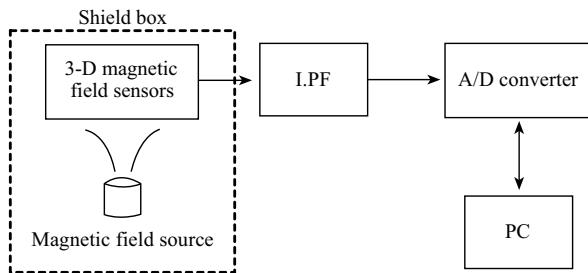 Shield box
3-D magnetic
field sensors
I.PF
A/D converter
Magnetic field source
PC